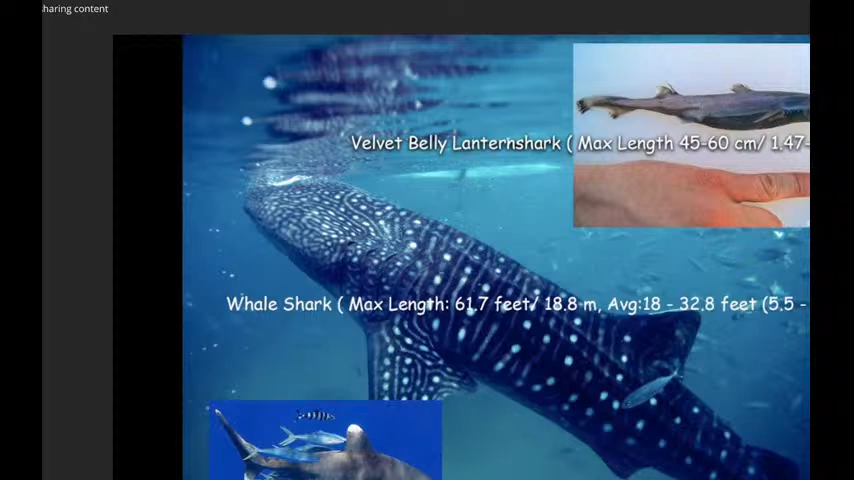 haring content
Velvet Belly Lanternshark ( Max Length 45-60 cm/ 1.47-
Whale Shark ( Max Length: 61.7 feet/ 18.8 m, Avg:18 - 32.8 feet (5.5 -